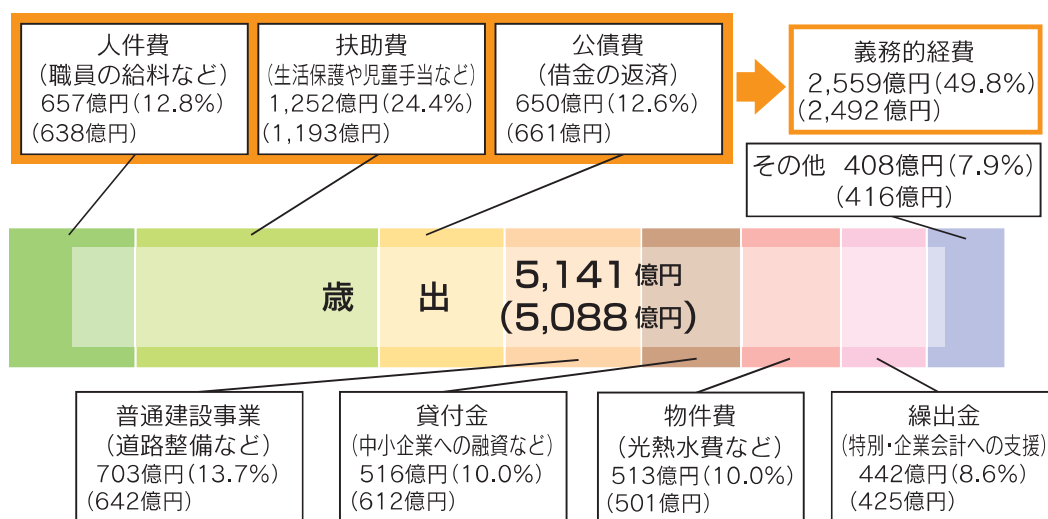 人件費
(職員の給料など)
657億円(12.8%)
(638億円)
扶助費
(生活保護や児童手当など)
1,252億円(24.4%)
(1,193億円)
公債費
(借金の返済)
650億円(12.6%)
(661億円)
義務的経費
2,559億円(49.8%)
(2,492億円)
その他 408億円(7.9%)
(416億円)
歳 出 5,141億円
(5,088億円)
普通建設事業
(道路整備など)
703億円(13.7%)
(642億円)
貸付金
(中小企業への融資など)
516億円(10.0%)
(612億円)
物件費
(光熱水費など)
513億円(10.0%)
(501億円)
繰出金
(特別・企業会計への支援)
442億円(8.6%)
(425億円)